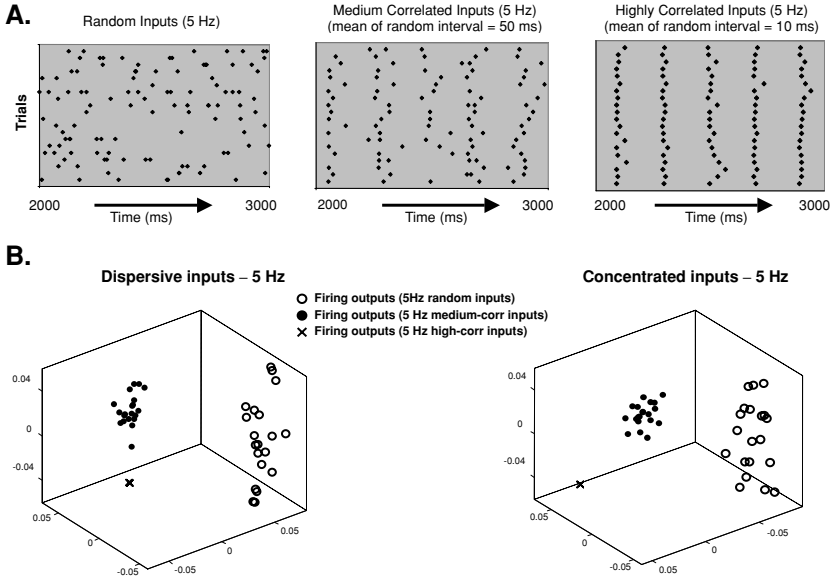 A.
Random Inputs (5 Hz)
Medium Correlated Inputs (5 Hz)
(mean of random interval = 50 ms)
Highly Correlated Inputs (5 Hz)
(mean of random interval = 10 ms)
Trials
2000 3000
Time (ms)
2000 3000
Time (ms)
2000 3000
Time (ms)
B.
Dispersive inputs – 5 Hz
Concentrated inputs – 5 Hz
Firing outputs (5Hz random inputs)
Firing outputs (5 Hz medium-corr inputs)
Firing outputs (5 Hz high-corr inputs)
0.04
0
-0.04
0.05
0
-0.05
-0.05
0
0.05
0.04
0
-0.04
0.05
0
-0.05
0.05
0
-0.05